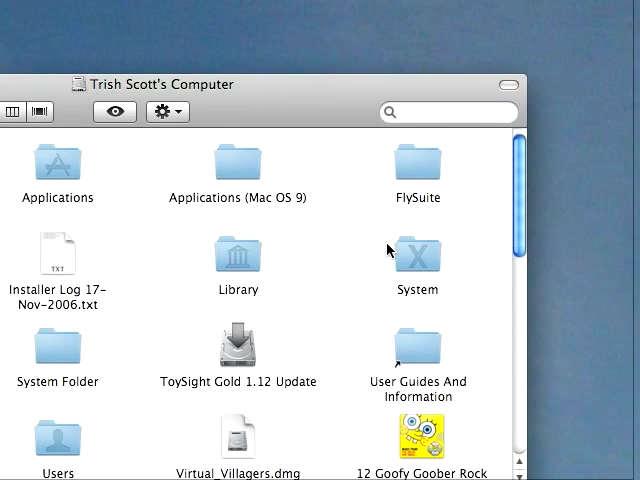 Trish Scott's Computer
Applications
Applications (Mac OS 9)
FlySuite
TXT
Installer Log 17-
Nov-2006.txt
Library
X
System
System Folder
ToySight Gold 1.12 Update
User Guides And
Information
Users
Virtual_Villagers.dmg
12 Goofy Goober Rock